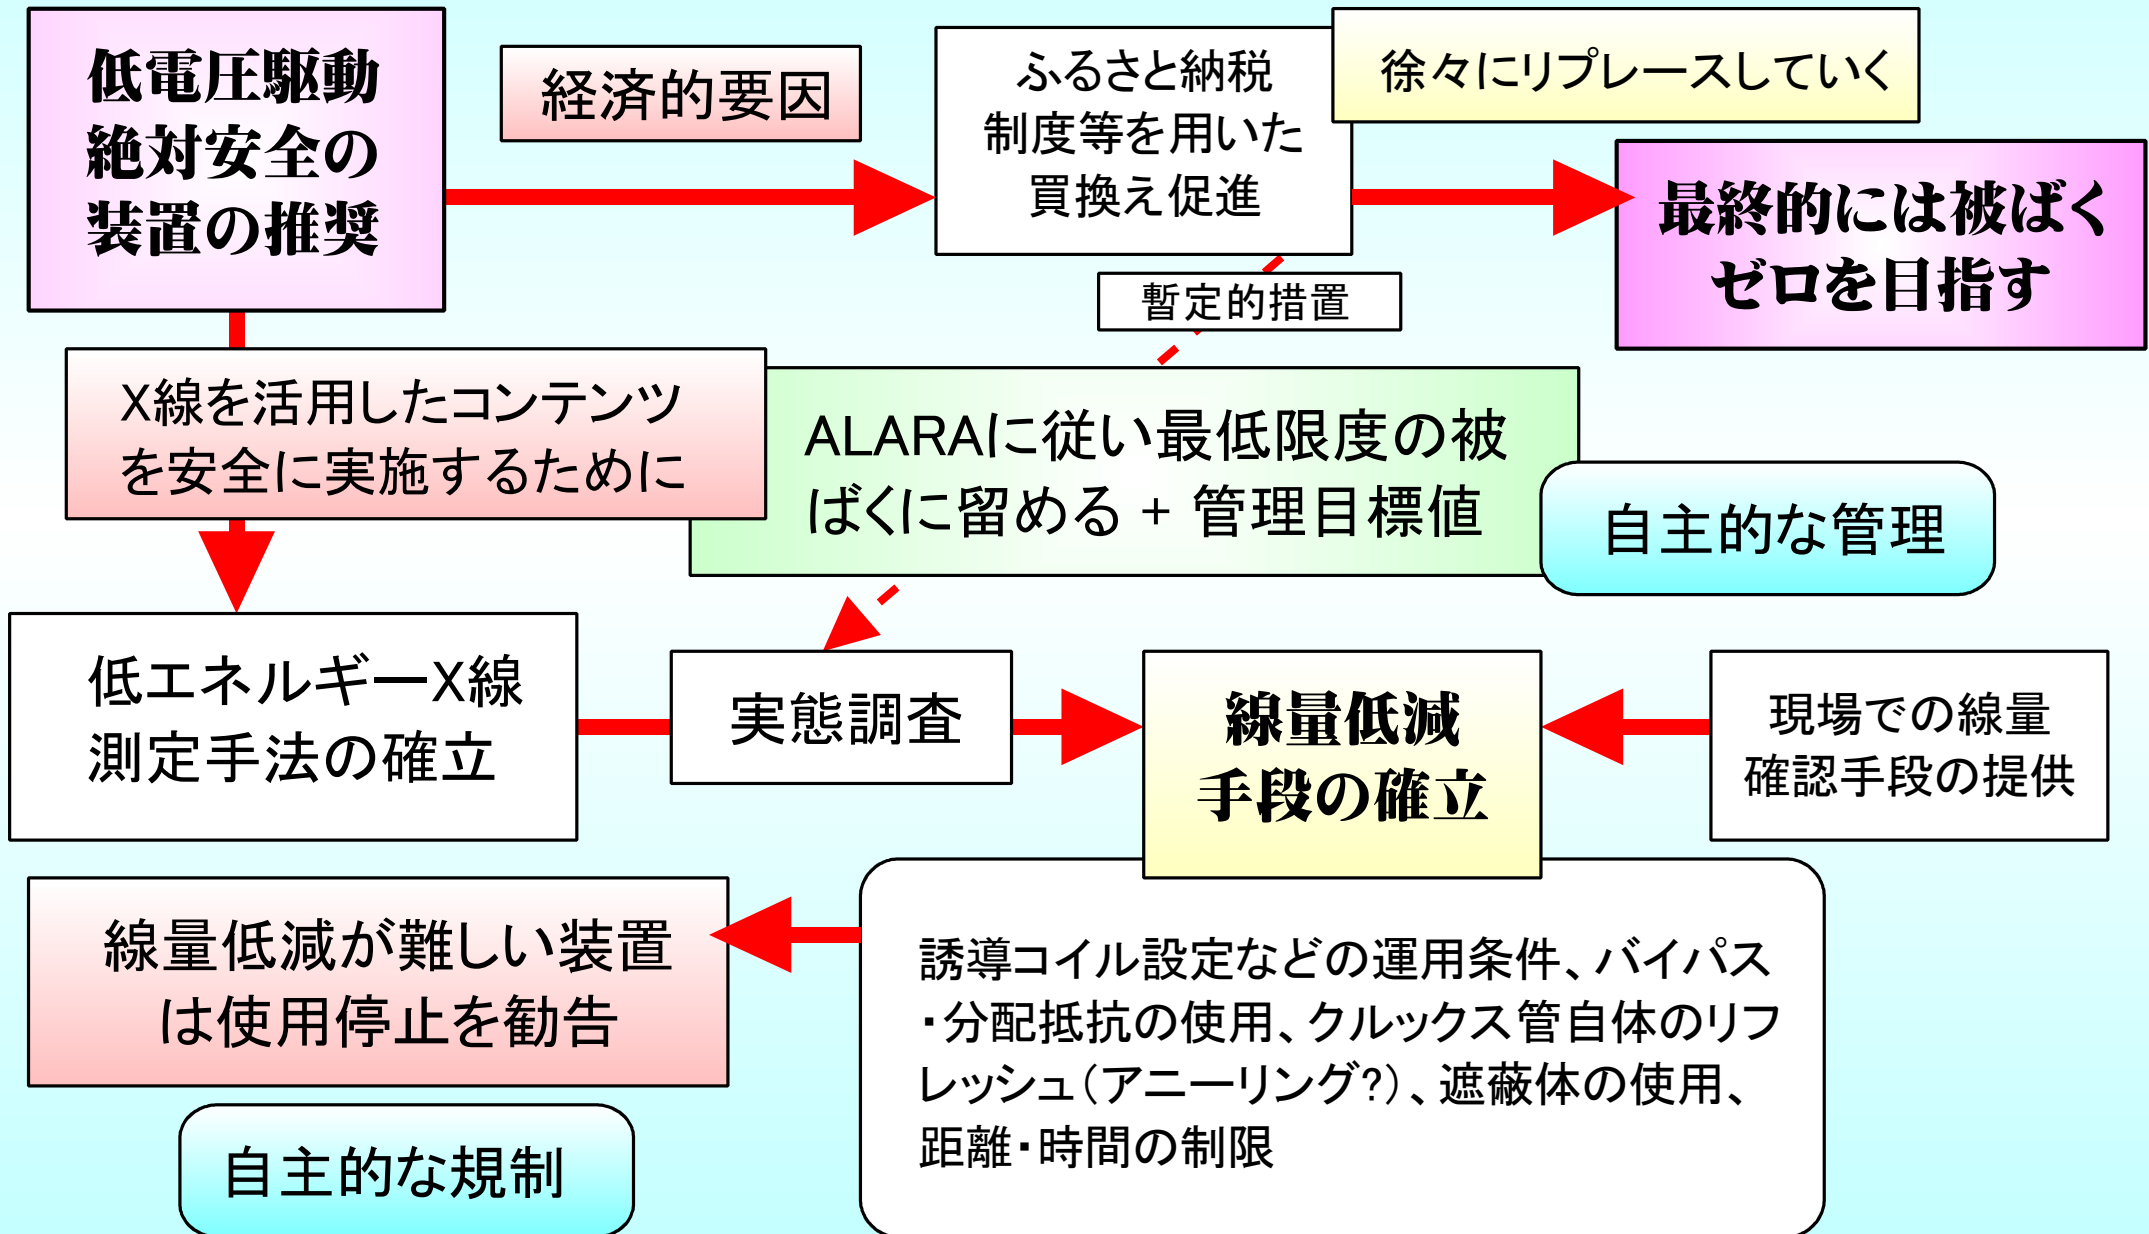 低電圧駆動
絶対安全の
装置の推奨
経済的要因
ふるさと納税
制度等を用いた
買換え促進
徐々にリプレースしていく
最終的には被ばく
ゼロを目指す
暫定的措置
X線を活用したコンテンツ
を安全に実施するために
ALARAに従い最低限度の被
ばくに留める + 管理目標値
自主的な管理
低エネルギーX線
測定手法の確立
実態調査
線量低減
手段の確立
現場での線量
確認手段の提供
線量低減が難しい装置
は使用停止を勧告
自主的な規制
誘導コイル設定などの運用条件、バイパス
・分配抵抗の使用、クルックス管自体のリフ
レッシュ（アニーリング?）、遮蔽体の使用、
距離・時間の制限